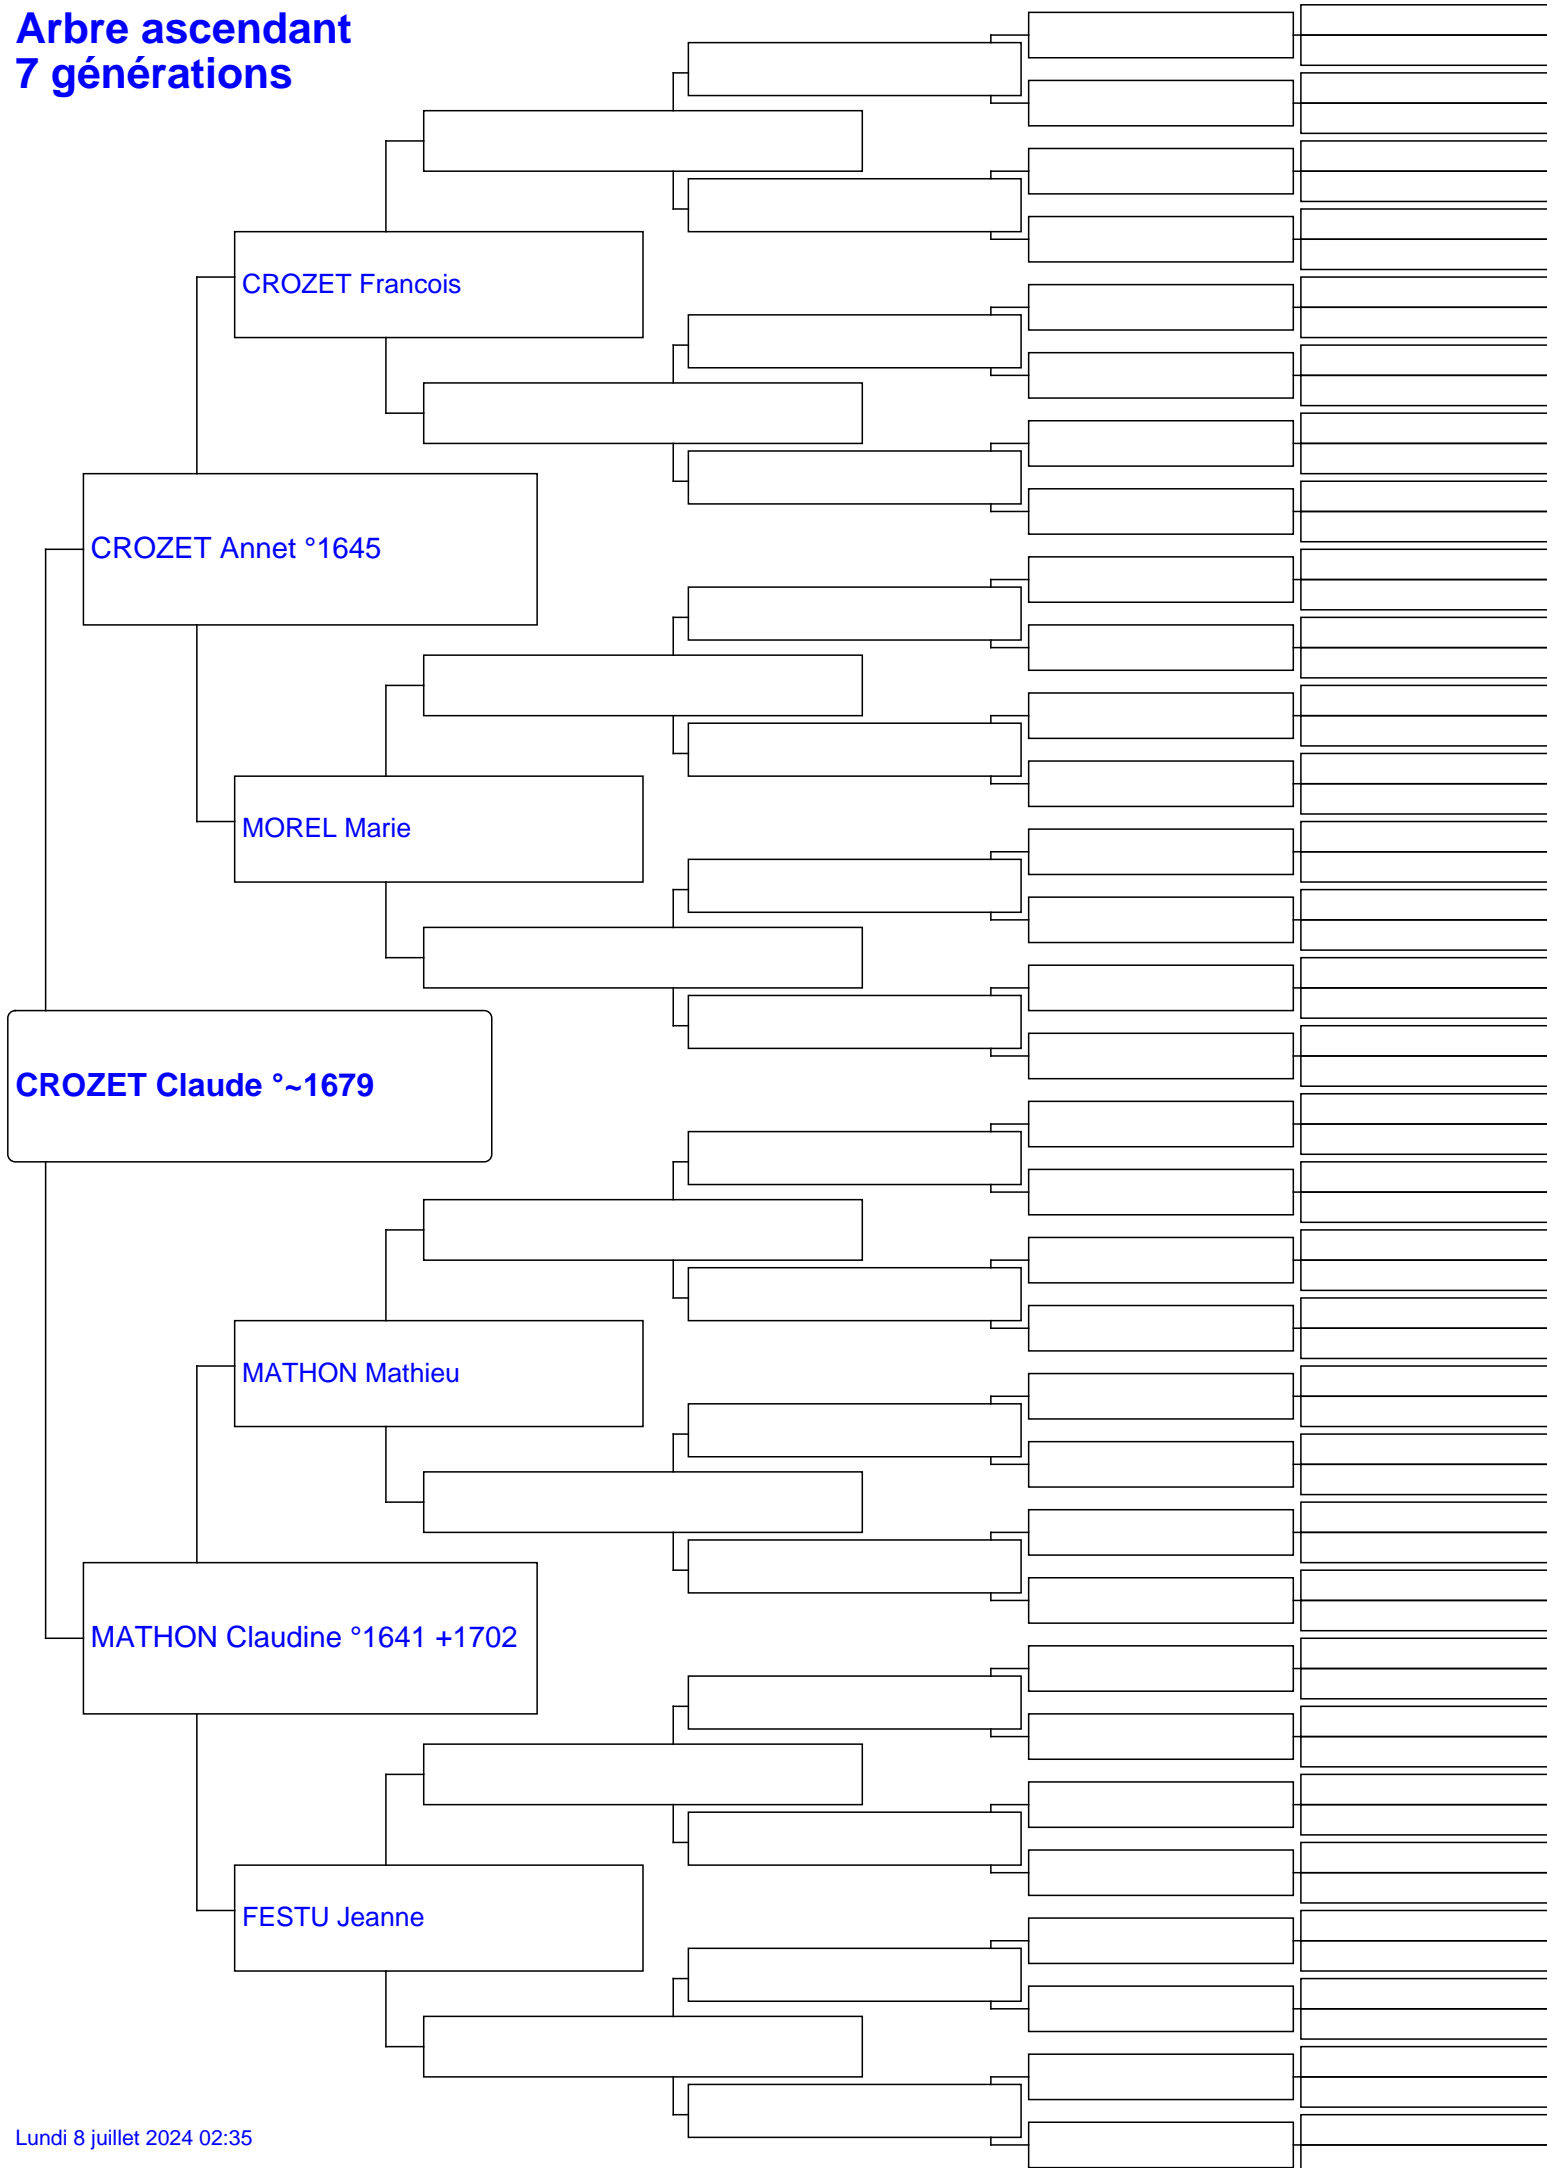 Arbre ascendant
7 générations
CROZET Francois
CROZET Annet °1645
MOREL Marie
CROZET Claude °~1679
MATHON Mathieu
MATHON Claudine °1641 +1702
FESTU Jeanne
Lundi 8 juillet 2024 02:35